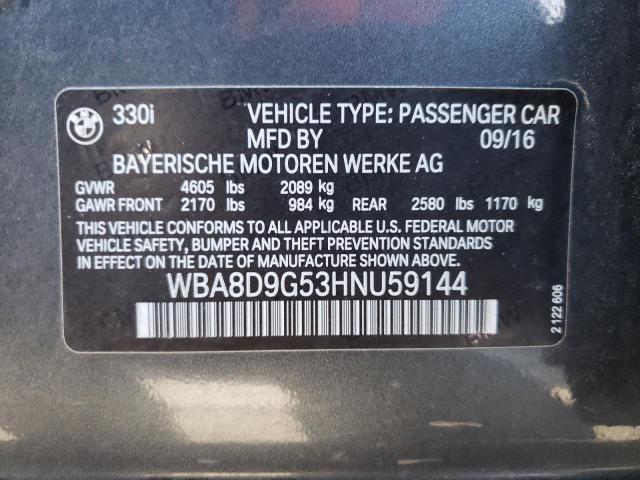 330i VEHICLE TYPE: PASSENGER CAR
MFD BY 09/16
BAYERISCHE MOTOREN WERKE AG
GVWR 4605 lbs 2089 kg
GAWR FRONT 2170 lbs 984 kg REAR 2580 lbs 1170 kg
THIS VEHICLE CONFORMS TO ALL APPLICABLE U.S. FEDERAL MOTOR
VEHICLE SAFETY, BUMPER AND THEFT PREVENTION STANDARDS
IN EFFECT ON THE DATE OF MANUFACTURE SHOWN ABOVE.
WBA8D9G53HNU59144
2 122 606